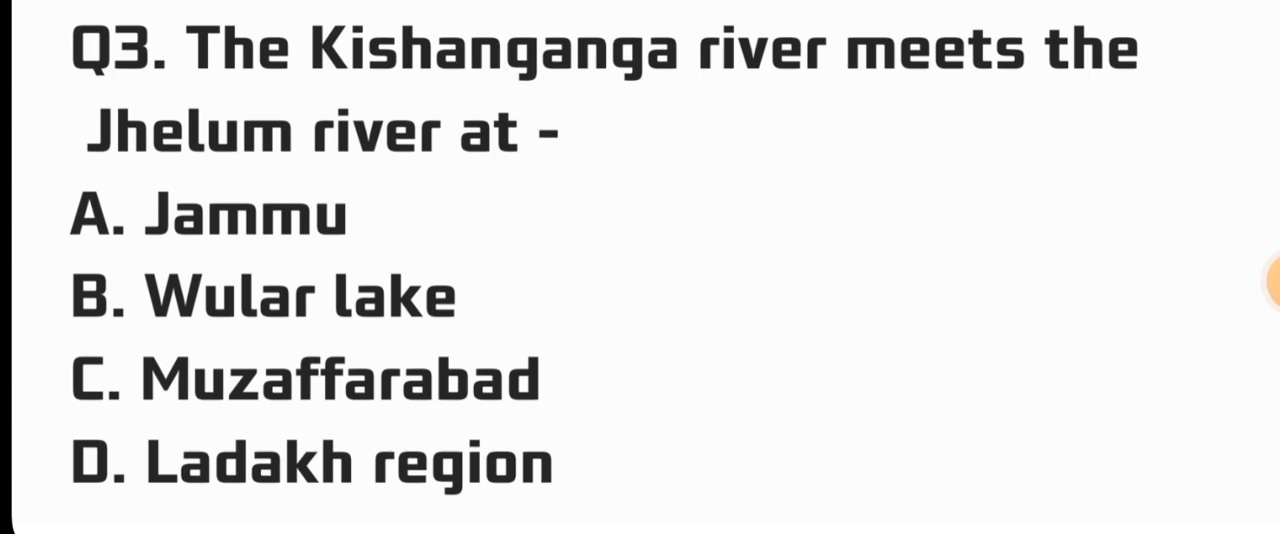 Q3. The Kishanganga river meets the
Jhelum river at -
A. Jammu
B. Wular lake
C. Muzaffarabad
D. Ladakh region